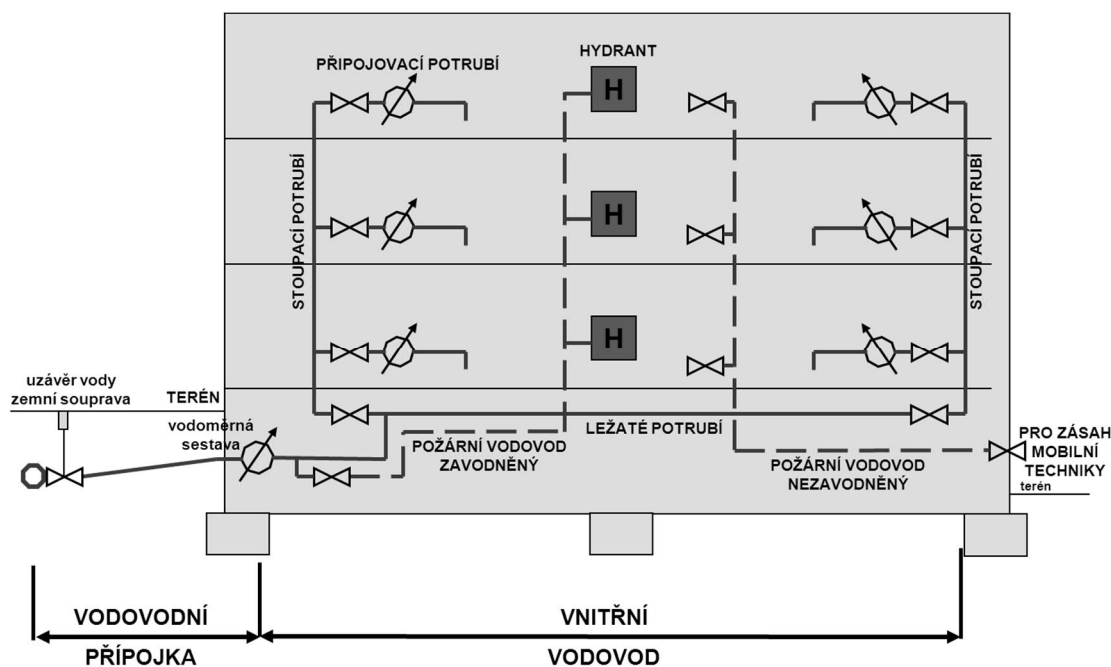 HYDRANT
PŘIPOJOVACÍ POTRUBÍ
H
STOUPACÍ POTRUBÍ
STOUPACÍ POTRUBÍ
H
H
uzávěr vody
zemní souprava
TERÉN
vodoměrná
sestava
LEŽATÉ POTRUBÍ
POŽÁRNÍ VODOVOD
ZAVODNĚNÝ
POŽÁRNÍ VODOVOD
NEZAVODNĚNÝ
PRO ZÁSAH
MOBILNÍ
TECHNIKY
terén
VODOVODNÍ
PŘÍPOJKA
VNITŘNÍ
VODOVOD